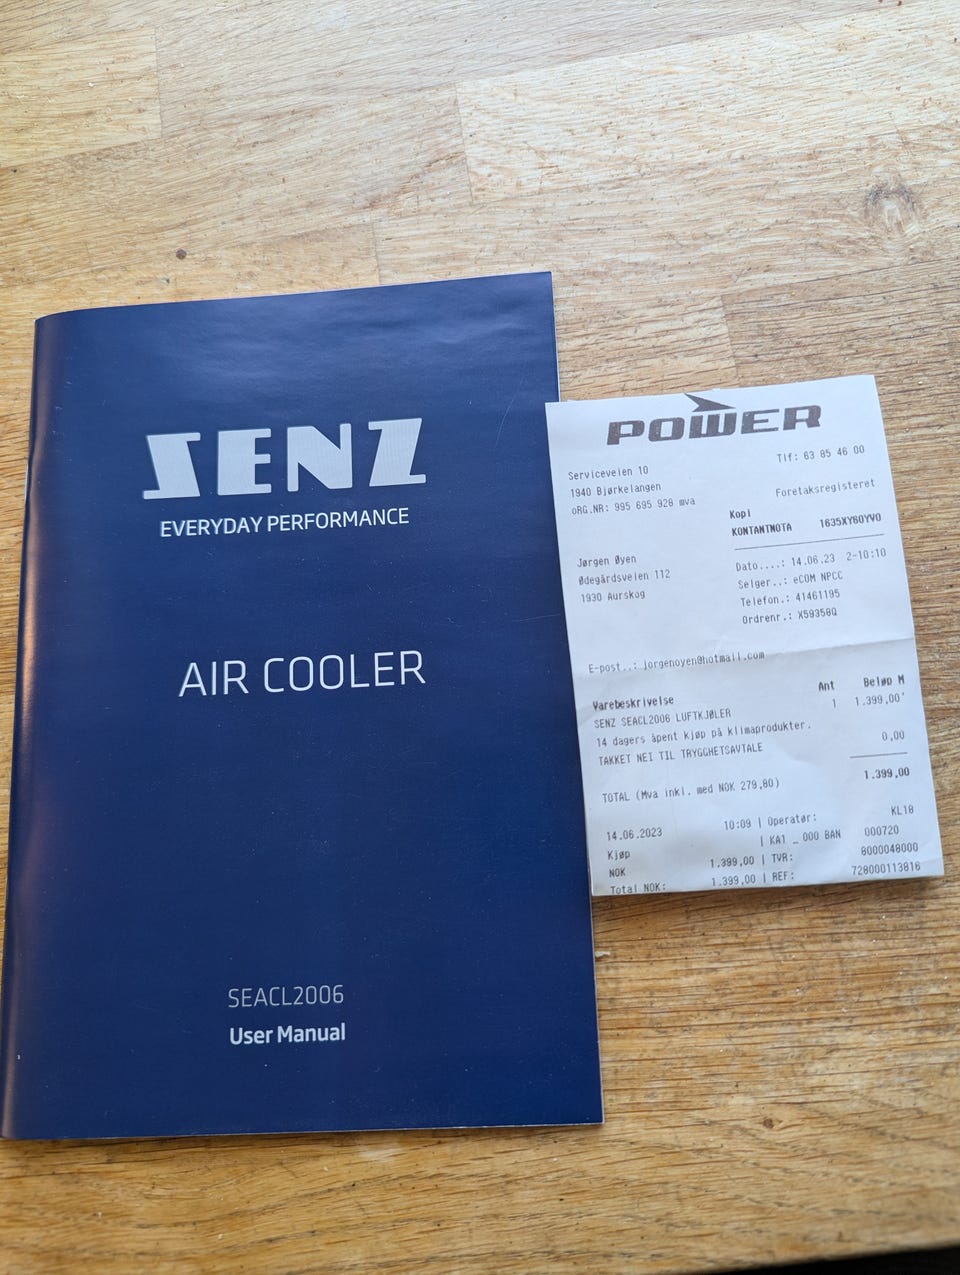 SENZ
EVERYDAY PERFORMANCE
AIR COOLER
SEACL2006
User Manual
POWER
Serviceveien 10
Tlf: 63 85 46 00
1940 Bjørkelangen
oRG.NR: 995 695 928 mva
Foretaksregisteret
Kopi
KONTANTNOTA 1635XY60YV0
Jørgen Øyen
Ødegårdsveien 112
1930 Aurskog
Dato....: 14.06.23 2-10:10
Selger..: eCOM NPCC
Telefon.: 41461195
Ordrenr.: X59358Q
E-post..: jorgenoyen@hotmail.com
Varebeskrivelse Ant Beløp M
SENZ SEACL2006 LUFTKJØLER 1 1.399,00'
14 dagers åpent kjøp på klimaprodukter.
TAKKET NEI TIL TRYGGHETSAVTALE 0,00
TOTAL (Mva inkl. med NOK 279,80) 1.399,00
14.06.2023 10:09 | Operatør: KL18
Kjøp | KA1 _ 000 BAN 000720
NOK 1.399,00 | TVR: 8000048000
Total NOK: 1.399,00 | REF: 728000113816